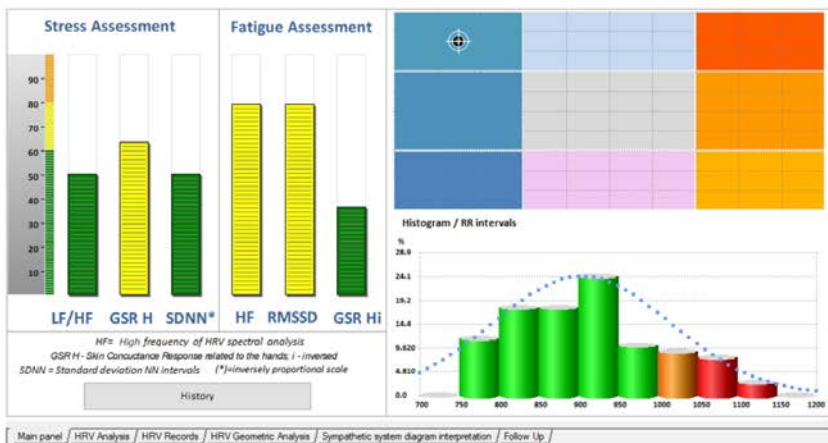 Stress Assessment
Fatigue Assessment
90
80
70
60
50
40
30
20
10
LF/HF GSR H SDNN* HF RMSSD GSR Hi
HF= High frequency of HRV spectral analysis
GSR H - Skin Concuctance Response related to the hands; i - inversed
SDNN = Standard deviation NN intervals (*)=inversely proportional scale
History
Histogram / RR intervals
%
28.9
24.1
19.2
14.4
9.620
4.810
0.0
700 750 800 850 900 950 1000 1050 1100 1150 1200
Main panel / HRV Analysis / HRV Records / HRV Geometric Analysis / Sympathetic system diagram interpretation / Follow Up /